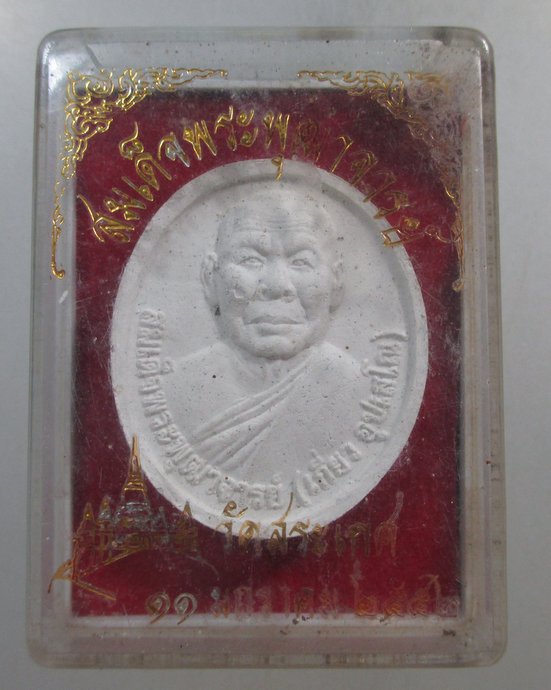 สมเด็จพระพุฒาจารย์
สมเด็จพระพุฒาจารย์ (เกี่ยว อุปเสโณ)
วัดสระเกศ
๑๑ มกราคม ๒๕๕๒